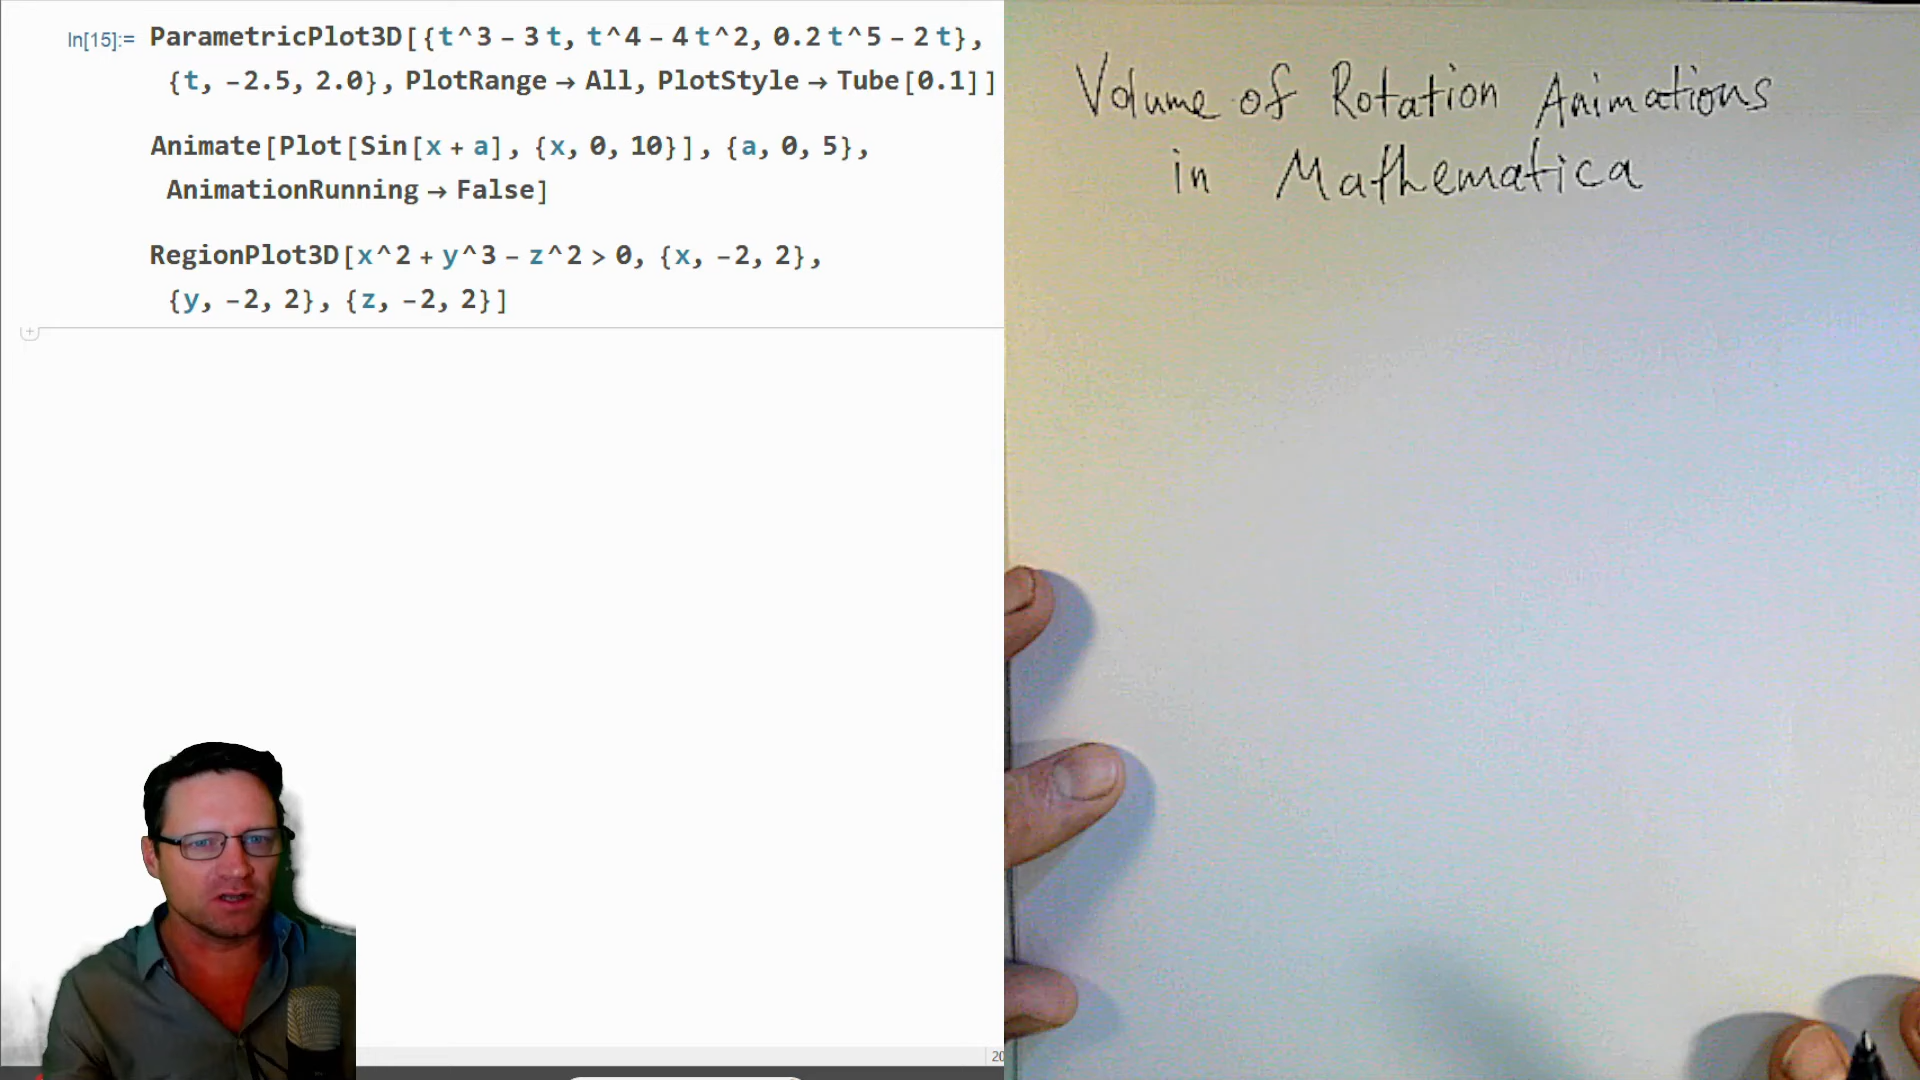 In[15]:= ParametricPlot3D[{t^3 - 3 t, t^4 - 4 t^2, 0.2 t^5 - 2 t},
{t, -2.5, 2.0}, PlotRange → All, PlotStyle → Tube[0.1]]
Animate[Plot[Sin[x + a], {x, 0, 10}], {a, 0, 5},
AnimationRunning → False]
RegionPlot3D[x^2 + y^3 - z^2 > 0, {x, -2, 2},
{y, -2, 2}, {z, -2, 2}]
Volume of Rotation Animations
in Mathematica